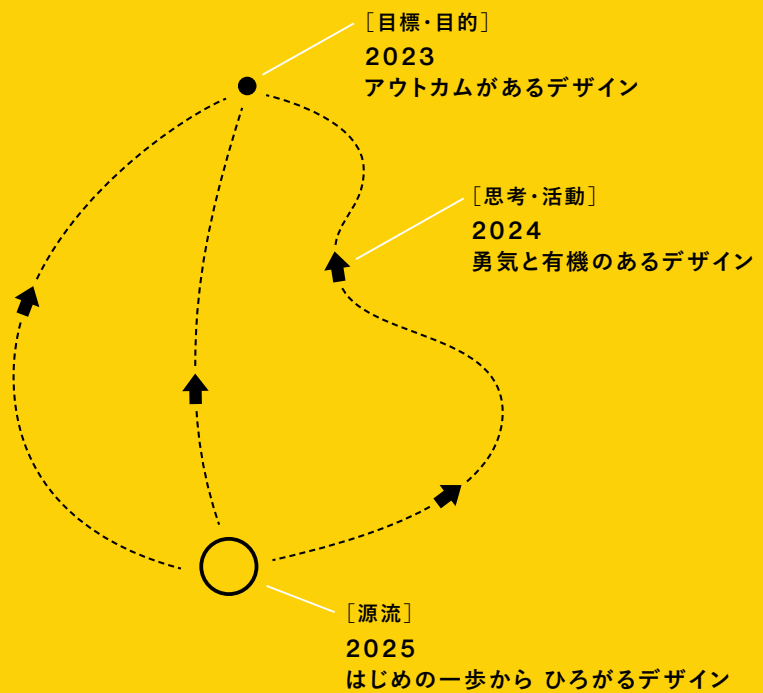 [目標・目的]
2023
アウトカムがあるデザイン
[思考・活動]
2024
勇気と有機のあるデザイン
[源流]
2025
はじめの一歩から ひろがるデザイン